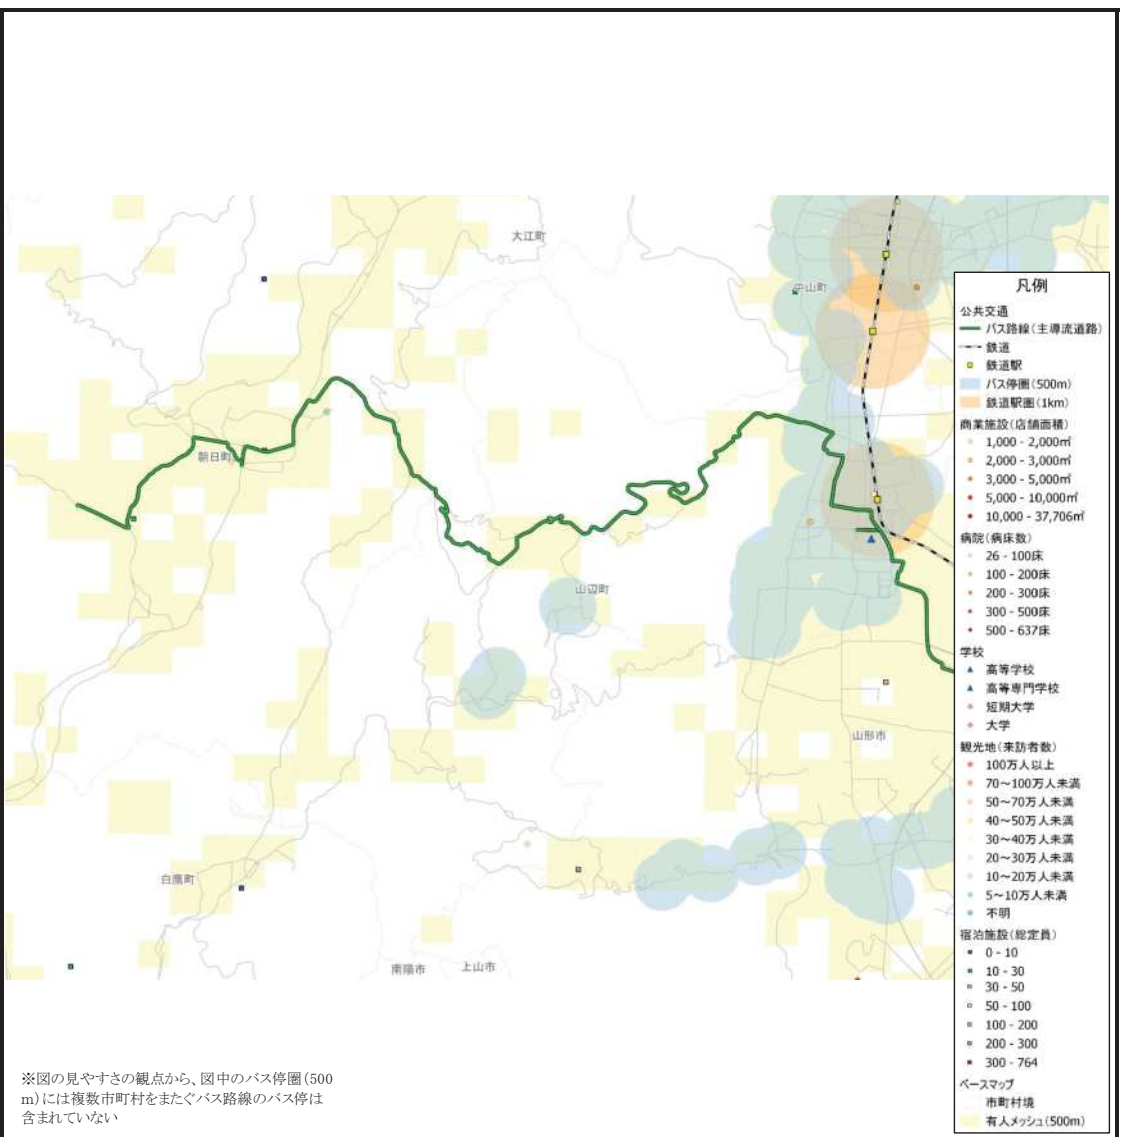 大江町
中山町
朝日町
山辺町
山形市
白鷹町
南陽市
上山市
凡例
公共交通
バス路線(主導流道路)
鉄道
鉄道駅
バス停圏(500m)
鉄道駅圏(1km)
商業施設(店舗面積)
1,000 - 2,000㎡
2,000 - 3,000㎡
3,000 - 5,000㎡
5,000 - 10,000㎡
10,000 - 37,706㎡
病院(病床数)
26 - 100床
100 - 200床
200 - 300床
300 - 500床
500 - 637床
学校
高等学校
高等専門学校
短期大学
大学
観光地(来訪者数)
100万人以上
70～100万人未満
50～70万人未満
40～50万人未満
30～40万人未満
20～30万人未満
10～20万人未満
5～10万人未満
不明
宿泊施設(総定員)
0 - 10
10 - 30
30 - 50
50 - 100
100 - 200
200 - 300
300 - 764
ベースマップ
市町村境
有人メッシュ(500m)
※図の見やすさの観点から、図中のバス停圏(500
m)には複数市町村をまたぐバス路線のバス停は
含まれていない